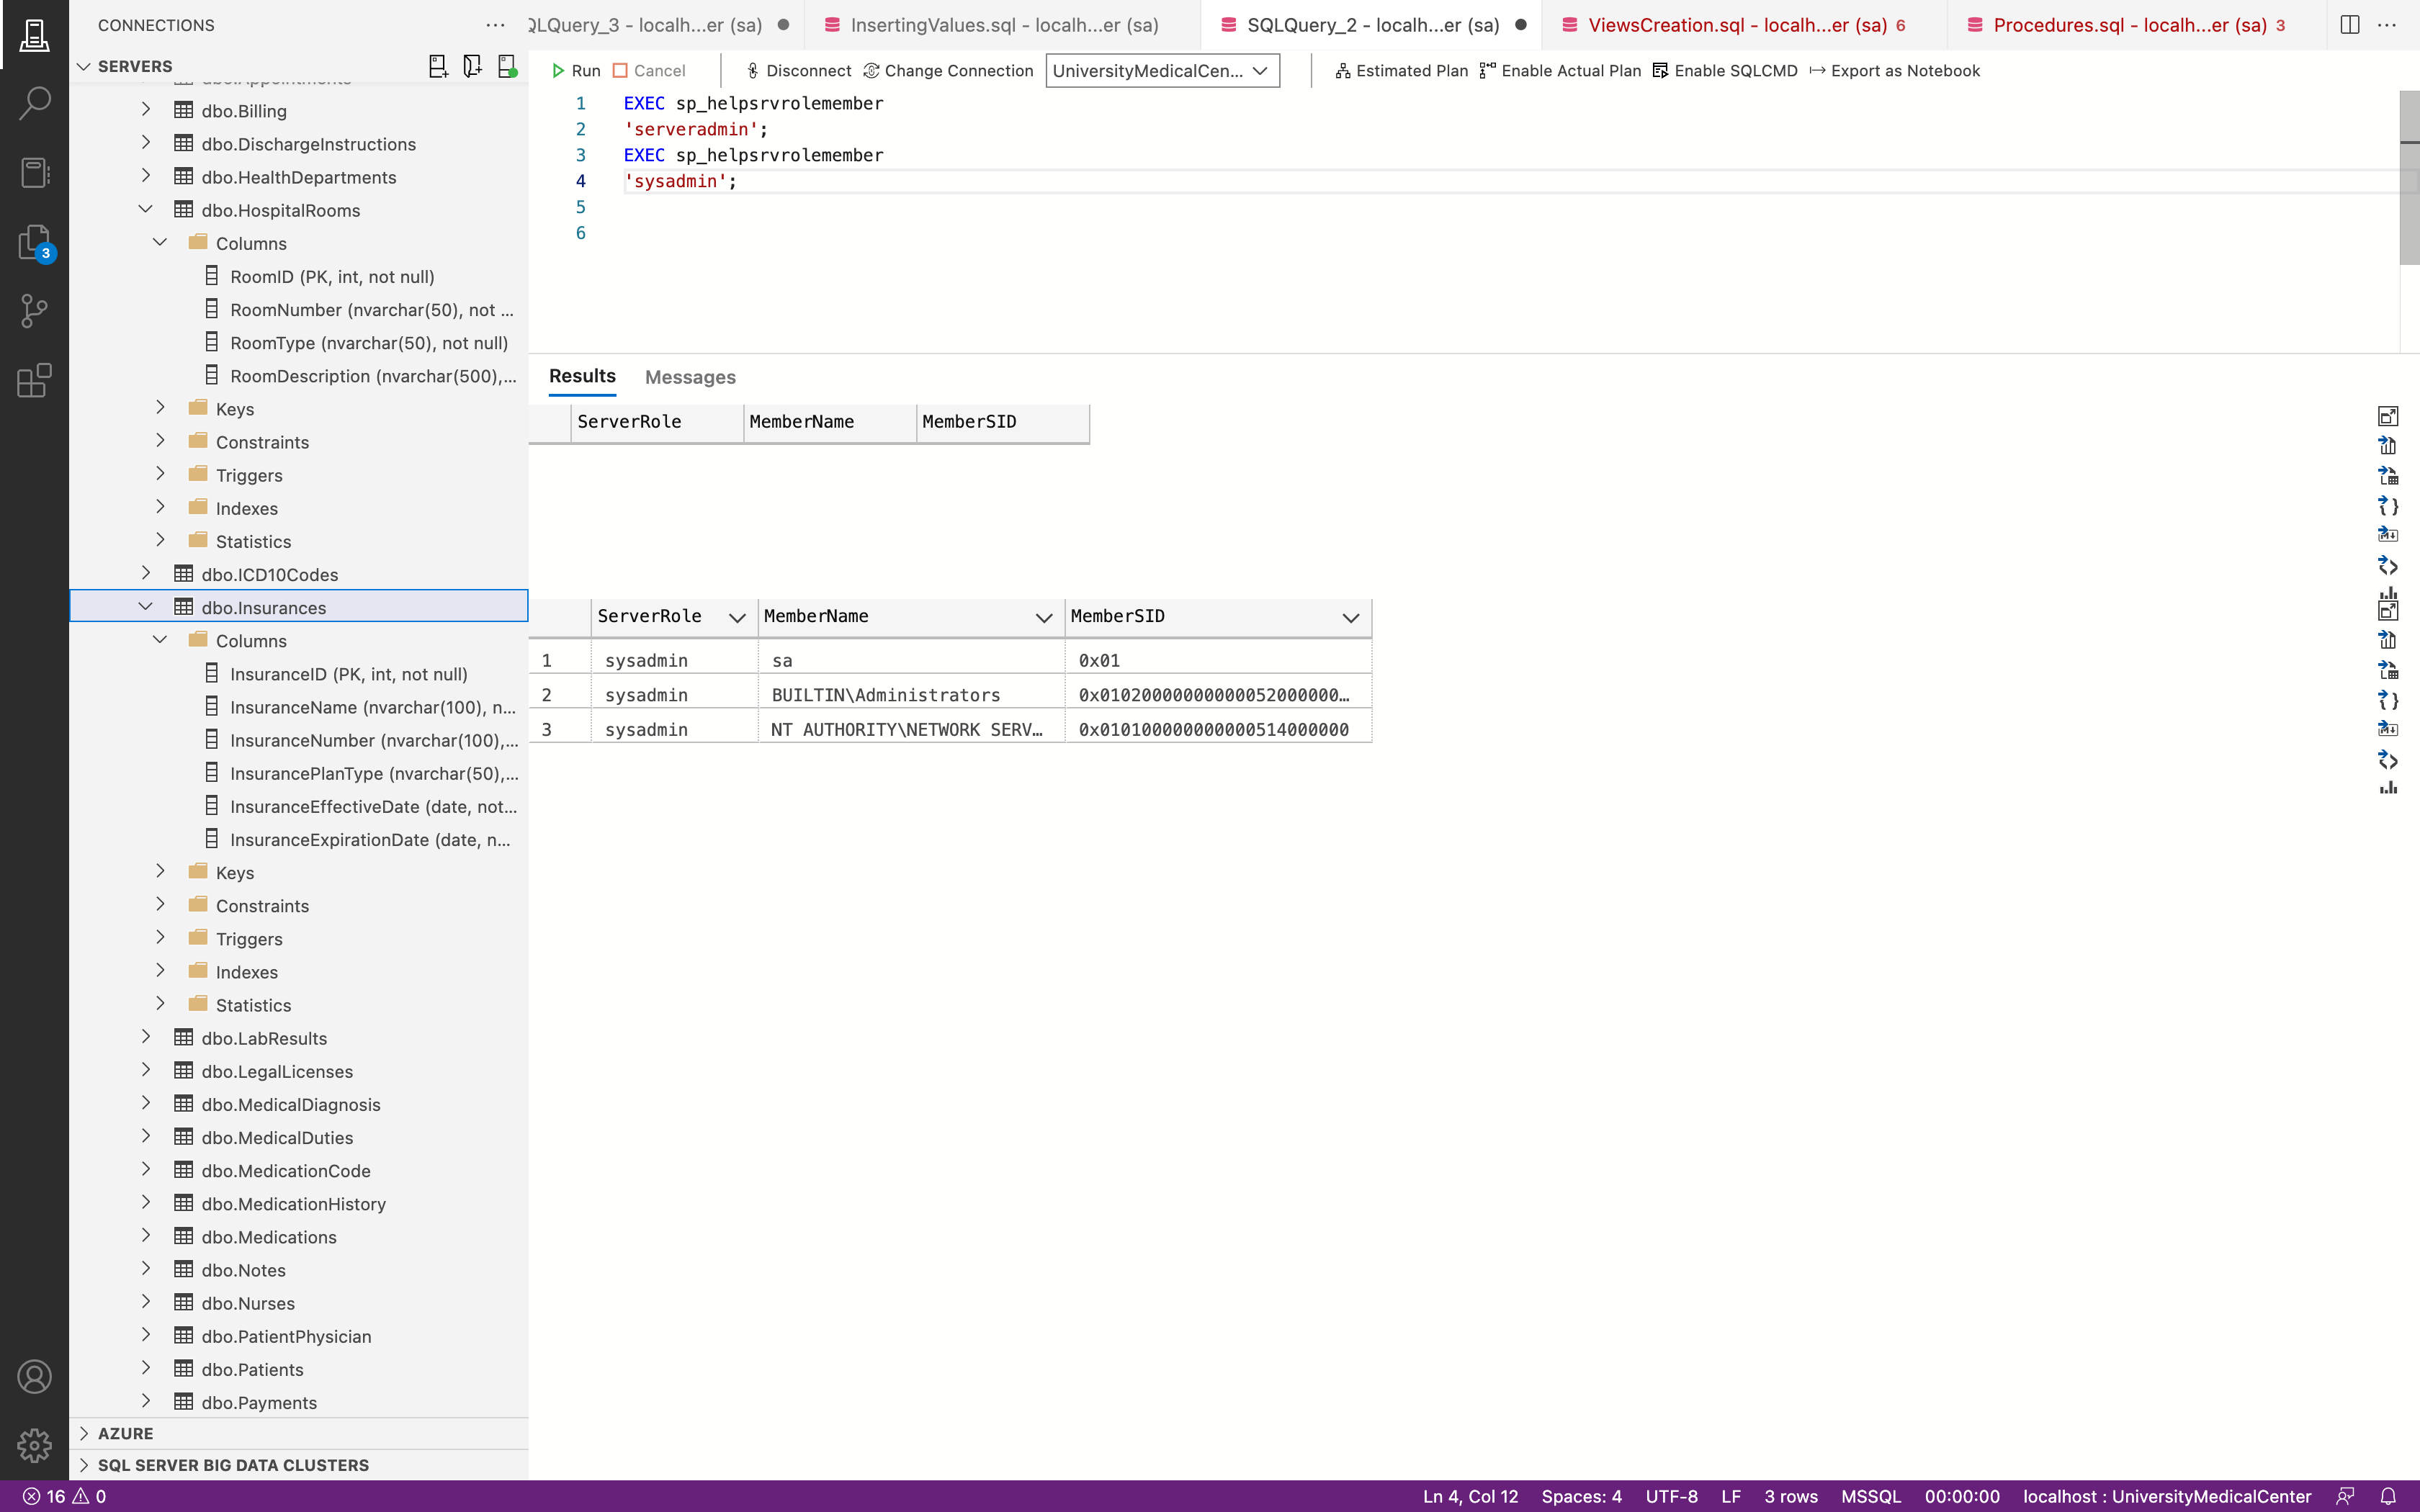 CONNECTIONS
SERVERS
dbo.Appointments
dbo.Billing
dbo.DischargeInstructions
dbo.HealthDepartments
dbo.HospitalRooms
Columns
RoomID (PK, int, not null)
RoomNumber (nvarchar(50), not ...
RoomType (nvarchar(50), not null)
RoomDescription (nvarchar(500),...
Keys
Constraints
Triggers
Indexes
Statistics
dbo.ICD10Codes
dbo.Insurances
Columns
InsuranceID (PK, int, not null)
InsuranceName (nvarchar(100), n...
InsuranceNumber (nvarchar(100),...
InsurancePlanType (nvarchar(50),...
InsuranceEffectiveDate (date, not...
InsuranceExpirationDate (date, n...
Keys
Constraints
Triggers
Indexes
Statistics
dbo.LabResults
dbo.LegalLicenses
dbo.MedicalDiagnosis
dbo.MedicalDuties
dbo.MedicationCode
dbo.MedicationHistory
dbo.Medications
dbo.Notes
dbo.Nurses
dbo.PatientPhysician
dbo.Patients
dbo.Payments
AZURE
SQL SERVER BIG DATA CLUSTERS
3
QLQuery_3 - localh...er (sa) InsertingValues.sql - localh...er (sa) SQLQuery_2 - localh...er (sa) ViewsCreation.sql - localh...er (sa) 6 Procedures.sql - localh...er (sa) 3
Run Cancel Disconnect Change Connection UniversityMedicalCen... Estimated Plan Enable Actual Plan Enable SQLCMD Export as Notebook
1 EXEC sp_helpsrvrolemember
2 'serveradmin';
3 EXEC sp_helpsrvrolemember
4 'sysadmin';
5
6
Results Messages
ServerRole MemberName MemberSID
ServerRole MemberName MemberSID
1 sysadmin sa 0x01
2 sysadmin BUILTIN\Administrators 0x01020000000000052000000...
3 sysadmin NT AUTHORITY\NETWORK SERV... 0x010100000000000514000000
16 0 Ln 4, Col 12 Spaces: 4 UTF-8 LF 3 rows MSSQL 00:00:00 localhost : UniversityMedicalCenter